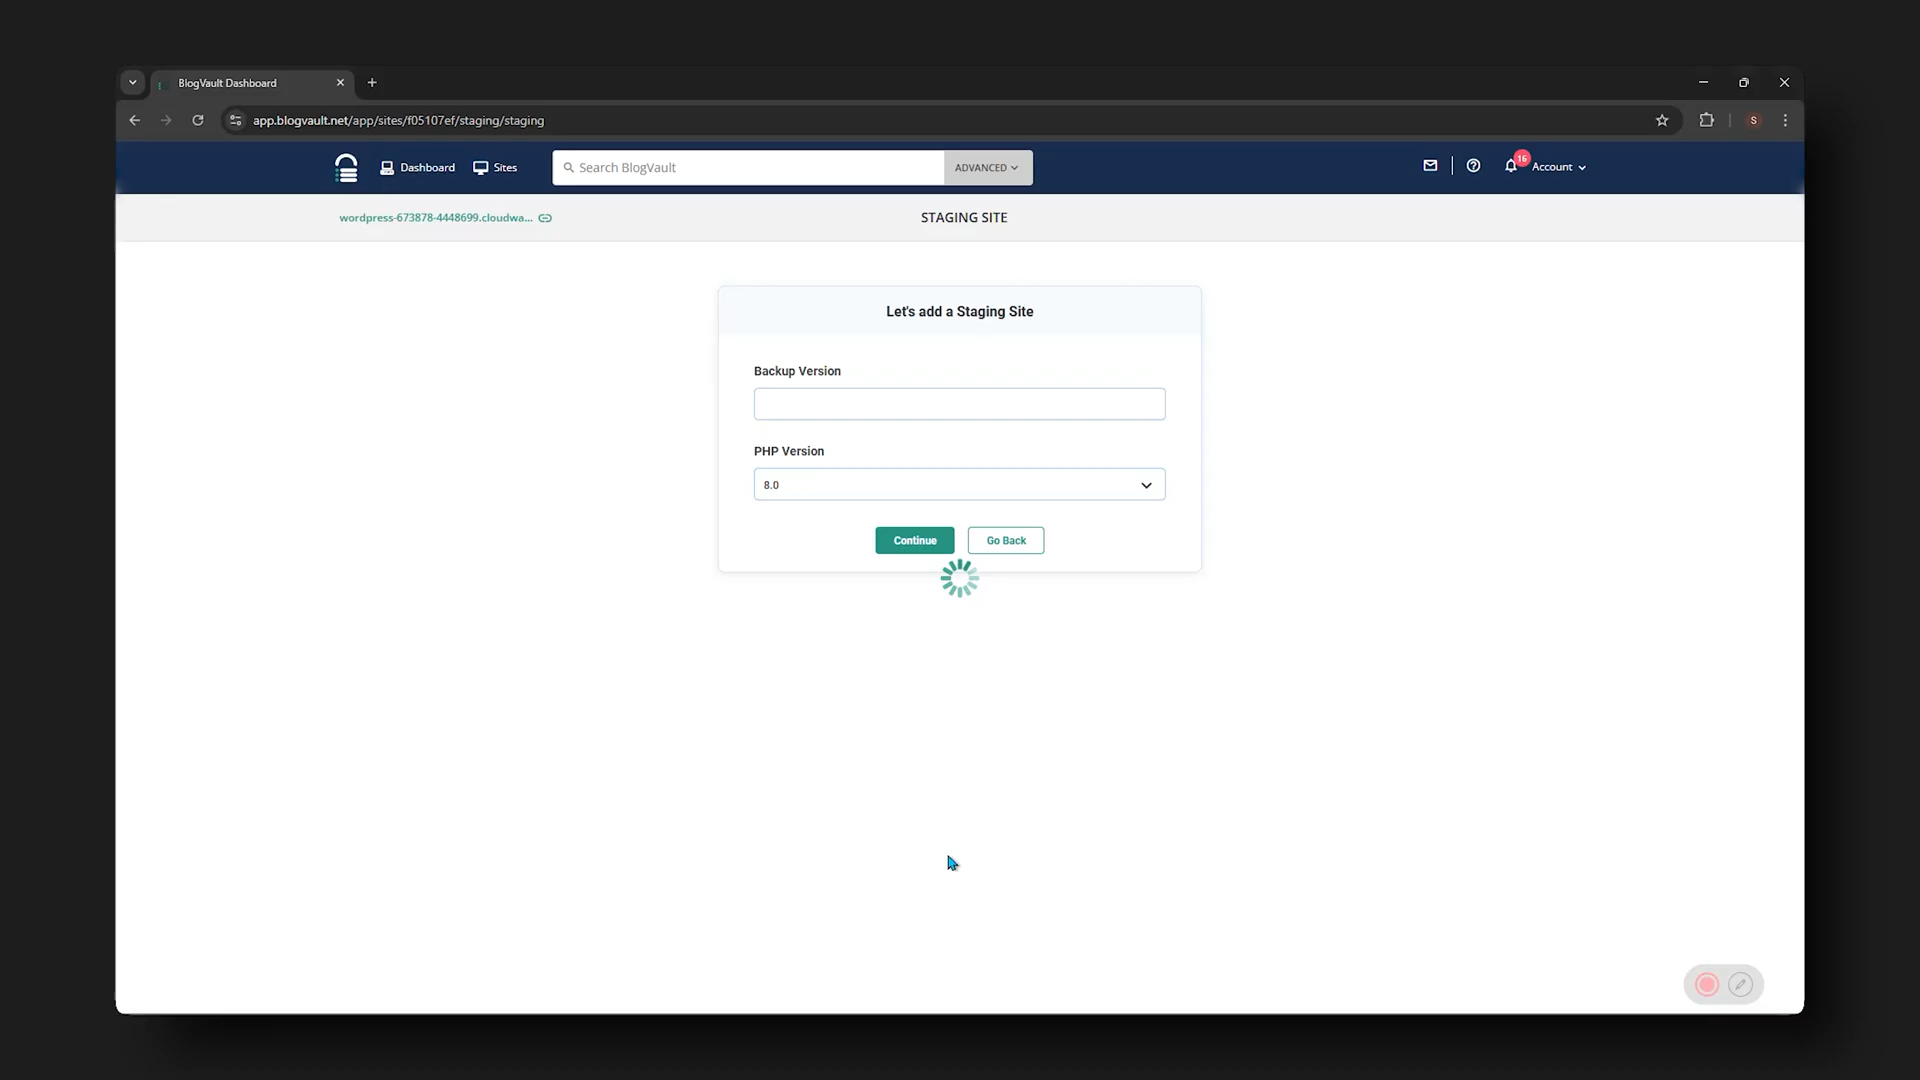 BlogVault Dashboard
app.blogvault.net/app/sites/f05107ef/staging/staging
S
Dashboard
Sites
Search BlogVault
ADVANCED
16
Account
wordpress-673878-4448699.cloudwa...
STAGING SITE
Let's add a Staging Site
Backup Version
PHP Version
8.0
Continue
Go Back